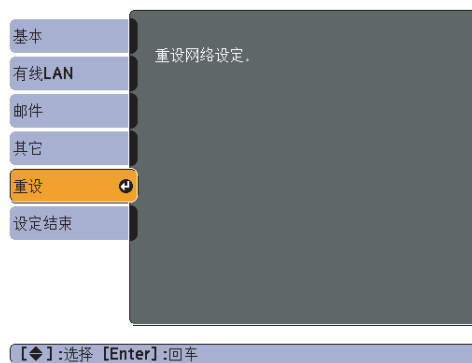 基本
有线LAN
邮件
其它
重设
设定结束
重设网络设定.
[◆]:选择 [Enter]:回车